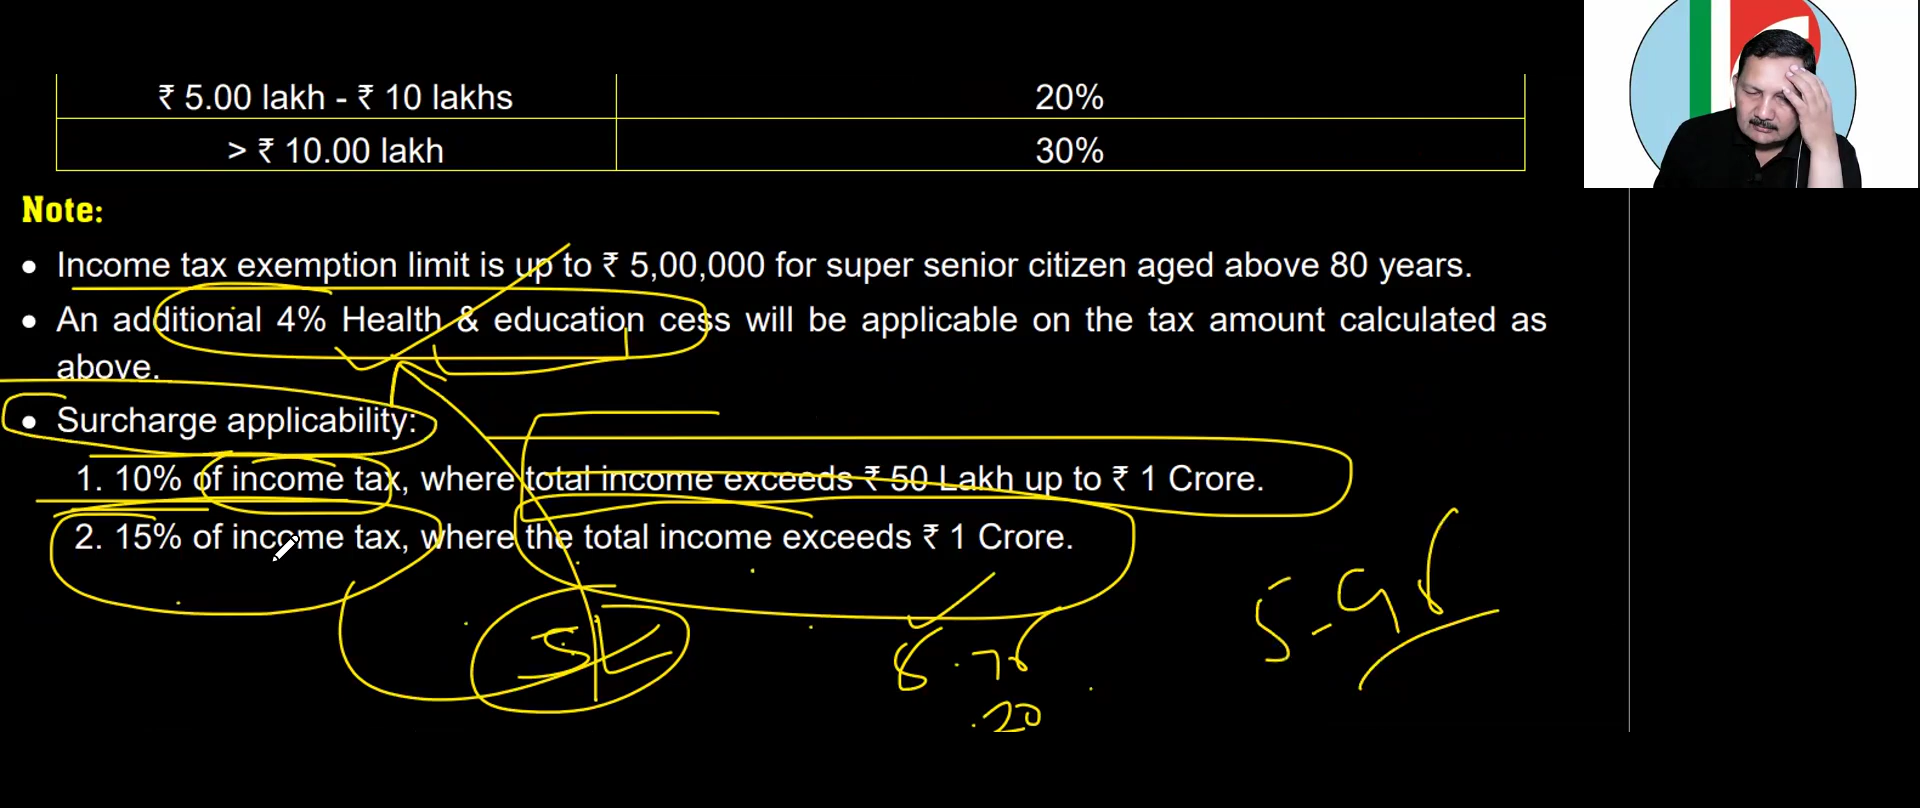 ₹ 5.00 lakh - ₹ 10 lakhs 20%
> ₹ 10.00 lakh 30%
Note:
• Income tax exemption limit is up to ₹ 5,00,000 for super senior citizen aged above 80 years.
• An additional 4% Health & education cess will be applicable on the tax amount calculated as
above.
• Surcharge applicability:
1. 10% of income tax, where total income exceeds ₹ 50 Lakh up to ₹ 1 Crore.
2. 15% of income tax, where the total income exceeds ₹ 1 Crore.
5L
.20